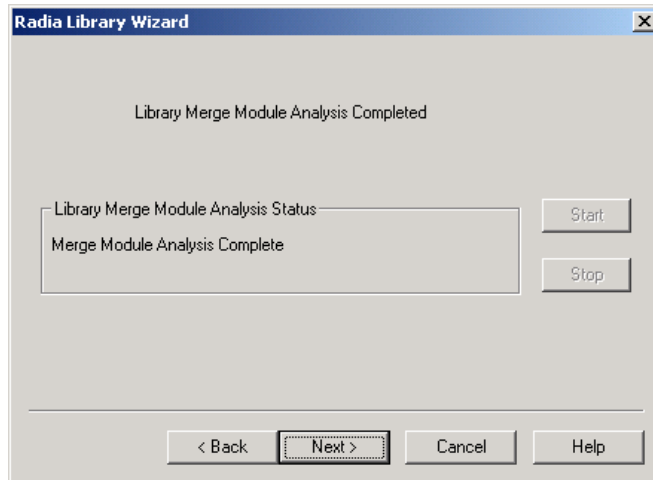 Radia Library Wizard
Library Merge Module Analysis Completed
Library Merge Module Analysis Status
Merge Module Analysis Complete
Start
Stop
< Back
Next >
Cancel
Help